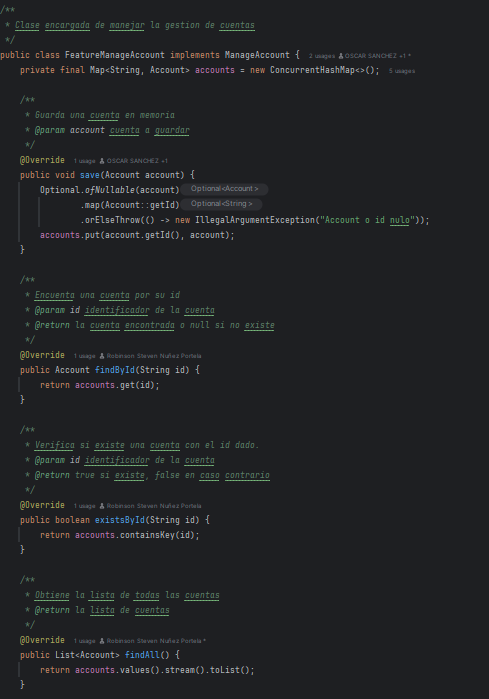 /**
 * Clase encargada de manejar la gestion de cuentas
 */
public class FeatureManageAccount implements ManageAccount { 2 usages OSCAR SANCHEZ +1 *
    private final Map<String, Account> accounts = new ConcurrentHashMap<>(); 5 usages
    /**
     * Guarda una cuenta en memoria
     * @param account cuenta a guardar
     */
    @Override 1 usage OSCAR SANCHEZ +1
    public void save(Account account) {
        Optional.ofNullable(account) Optional<Account>
                .map(Account::getId) Optional<String>
                .orElseThrow(() -> new IllegalArgumentException("Account o id nulo"));
        accounts.put(account.getId(), account);
    }
    /**
     * Encuenta una cuenta por su id
     * @param id identificador de la cuenta
     * @return la cuenta encontrada o null si no existe
     */
    @Override 1 usage Robinson Steven Nuñez Portela
    public Account findById(String id) {
        return accounts.get(id);
    }
    /**
     * Verifica si existe una cuenta con el id dado.
     * @param id identificador de la cuenta
     * @return true si existe, false en caso contrario
     */
    @Override 1 usage Robinson Steven Nuñez Portela
    public boolean existsById(String id) {
        return accounts.containsKey(id);
    }
    /**
     * Obtiene la lista de todas las cuentas
     * @return la lista de cuentas
     */
    @Override 1 usage Robinson Steven Nuñez Portela *
    public List<Account> findAll() {
        return accounts.values().stream().toList();
    }